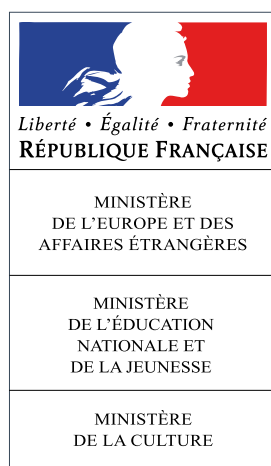 Liberté • Égalité • Fraternité
RÉPUBLIQUE FRANÇAISE
MINISTÈRE
DE L'EUROPE ET DES
AFFAIRES ÉTRANGÈRES
MINISTÈRE
DE L'ÉDUCATION
NATIONALE ET
DE LA JEUNESSE
MINISTÈRE
DE LA CULTURE